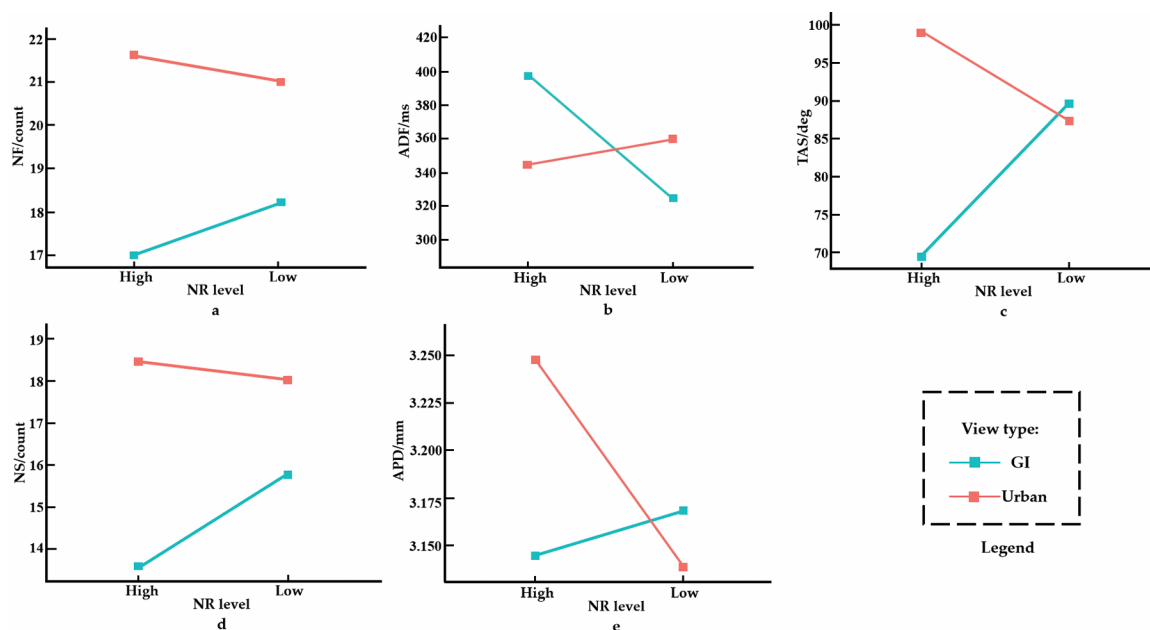 22
21
20
19
18
17
NF/count
High
Low
NR level
a
420
400
380
360
340
320
300
ADF/ms
High
Low
NR level
b
100
95
90
85
80
75
70
TAS/deg
High
Low
NR level
c
19
18
17
16
15
14
NS/count
High
Low
NR level
d
3.250
3.225
3.200
3.175
3.150
APD/mm
High
Low
NR level
e
View type:
GI
Urban
Legend